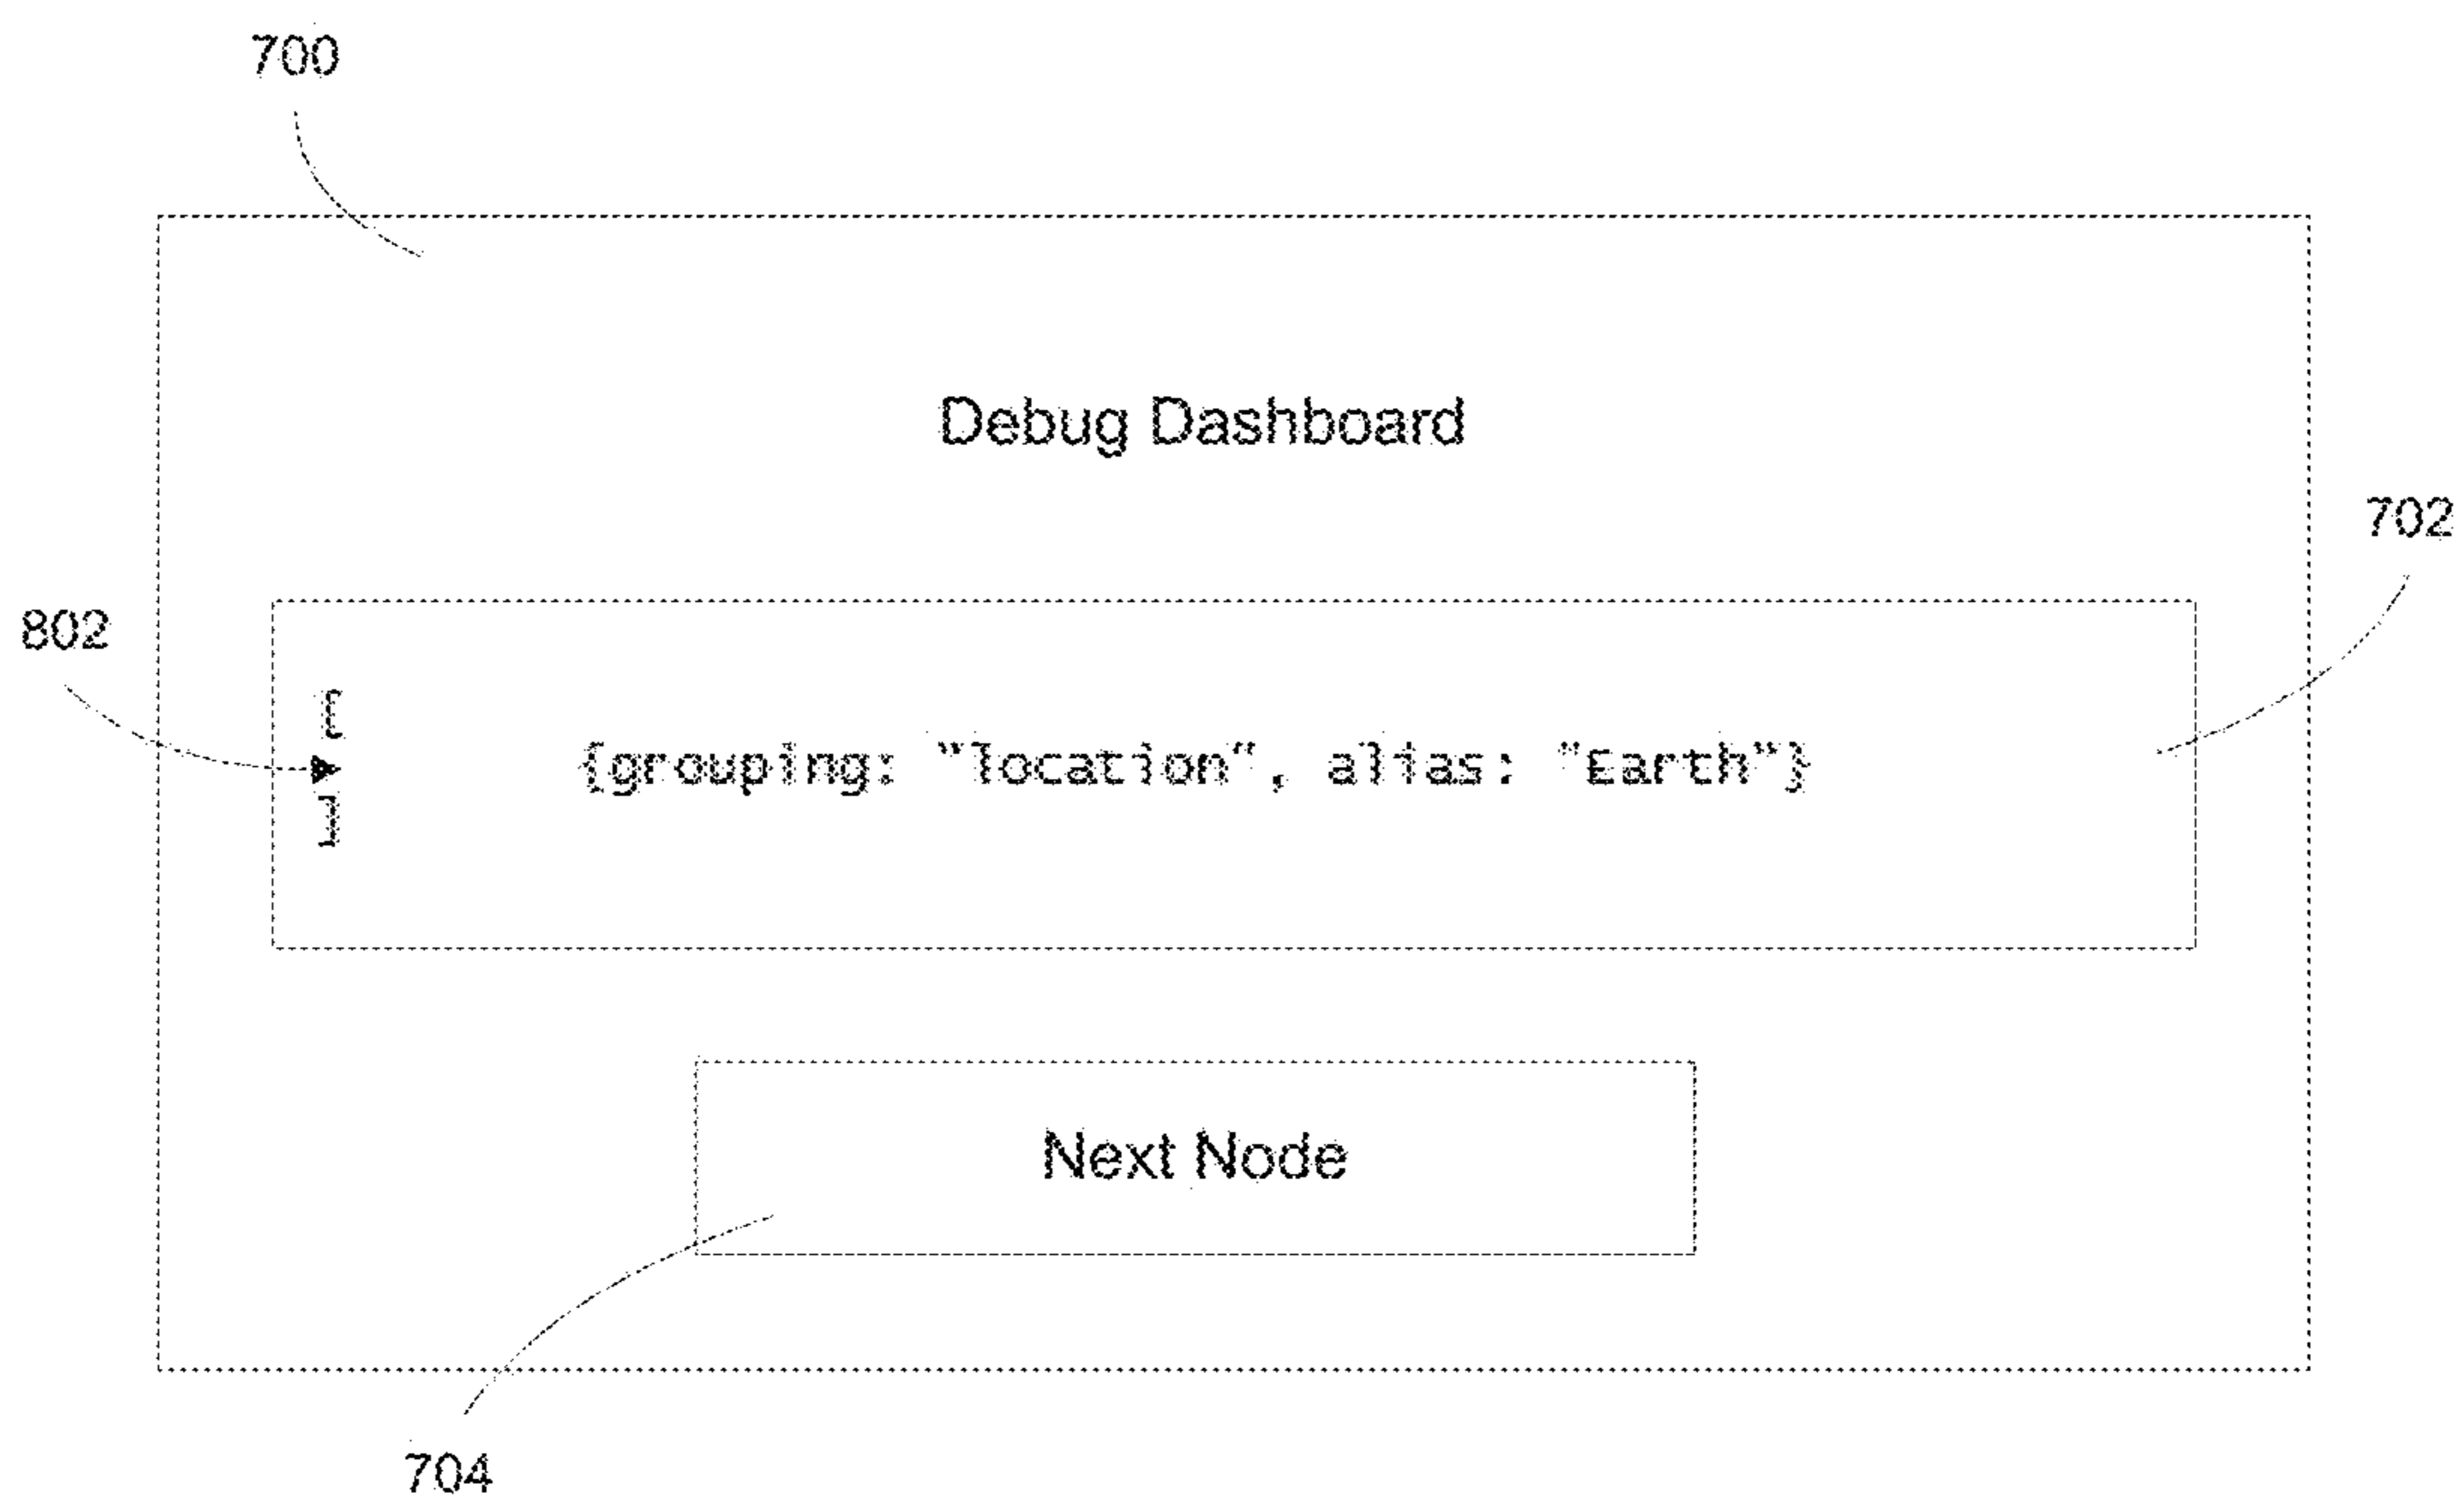 700
Debug Dashboard
702
802
[
{grouping: "location", alias: "Earth"}
]
Next Node
704